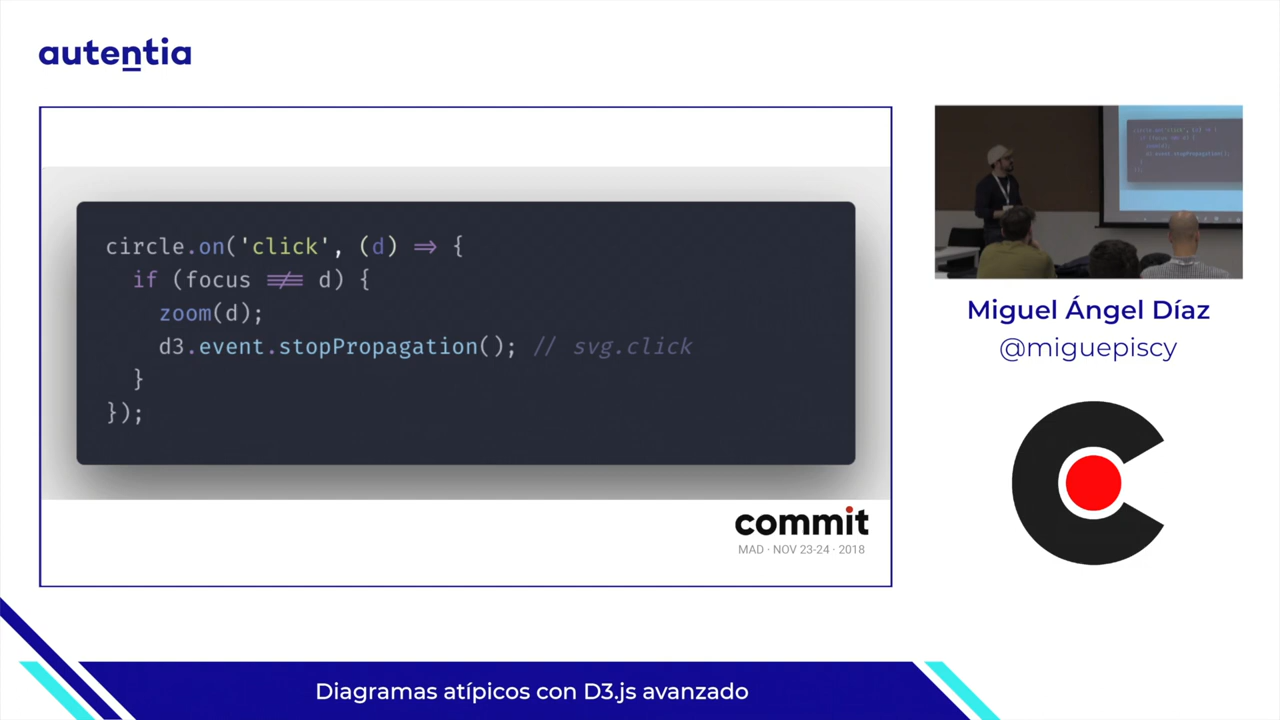 autentia
circle.on('click', (d) => {
  if (focus !== d) {
    zoom(d);
    d3.event.stopPropagation(); // svg.click
  }
});
commit
MAD · NOV 23-24 · 2018
Miguel Ángel Díaz
@miguepiscy
Diagramas atípicos con D3.js avanzado